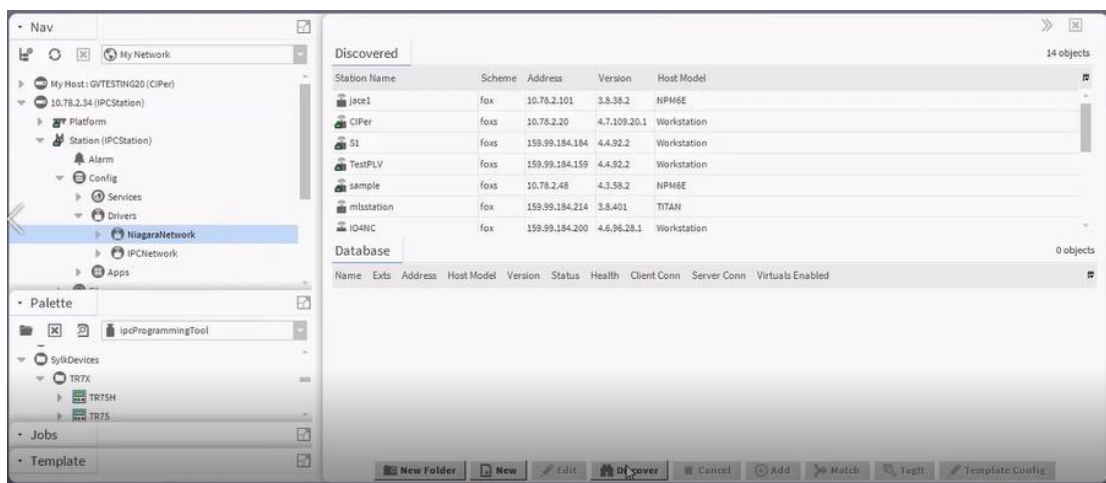 Nav
My Network
My Host : GVTESTING20 (CIPer)
10.78.2.34 (IPCStation)
Platform
Station (IPCStation)
Alarm
Config
Services
Drivers
NiagaraNetwork
IPCNetwork
Apps
Palette
ipcProgrammingTool
SylkDevices
TR7X
TR75H
TR75
Jobs
Template
Discovered 14 objects
Station Name Scheme Address Version Host Model
jace1 fox 10.78.2.101 3.8.38.2 NPM6E
CIPer foxs 10.78.2.20 4.7.109.20.1 Workstation
S1 foxs 159.99.184.184 4.4.92.2 Workstation
TestPLV foxs 159.99.184.159 4.4.92.2 Workstation
sample foxs 10.78.2.48 4.3.58.2 NPM6E
mlsstation fox 159.99.184.214 3.8.401 TITAN
IO4NC fox 159.99.184.200 4.6.96.28.1 Workstation
Database 0 objects
Name Exts Address Host Model Version Status Health Client Conn Server Conn Virtuals Enabled
New Folder New Edit Discover Cancel Add Match TagIt Template Config